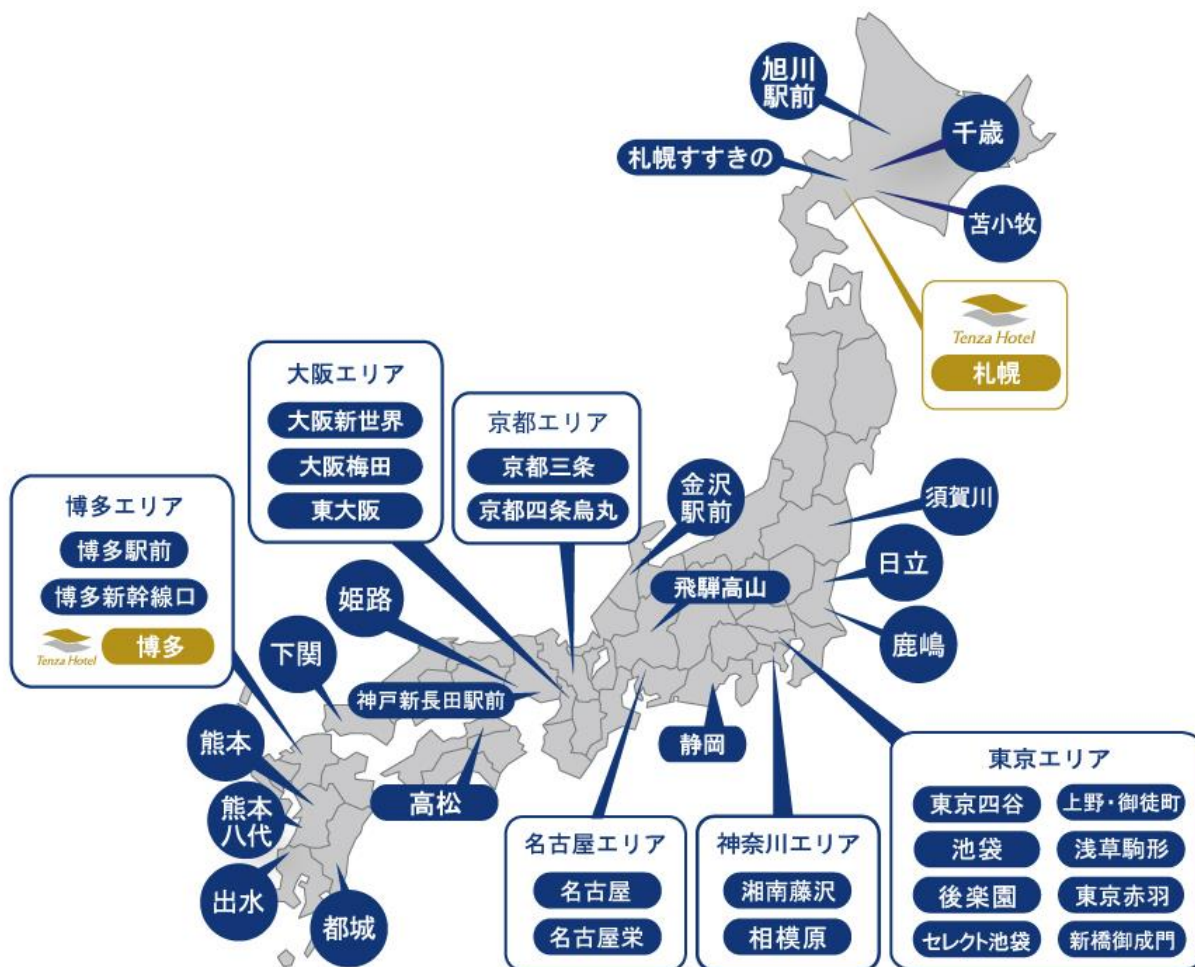 旭川
駅前
千歳
札幌すすきの
苫小牧
Tenza Hotel
札幌
大阪エリア
大阪新世界
大阪梅田
東大阪
京都エリア
京都三条
京都四条烏丸
金沢
駅前
須賀川
博多エリア
博多駅前
博多新幹線口
Tenza Hotel
博多
日立
飛騨高山
姫路
鹿嶋
下関
神戸新長田駅前
熊本
静岡
高松
熊本
八代
出水
都城
名古屋エリア
名古屋
名古屋栄
神奈川エリア
湘南藤沢
相模原
東京エリア
東京四谷
上野・御徒町
池袋
浅草駒形
後楽園
東京赤羽
セレクト池袋
新橋御成門